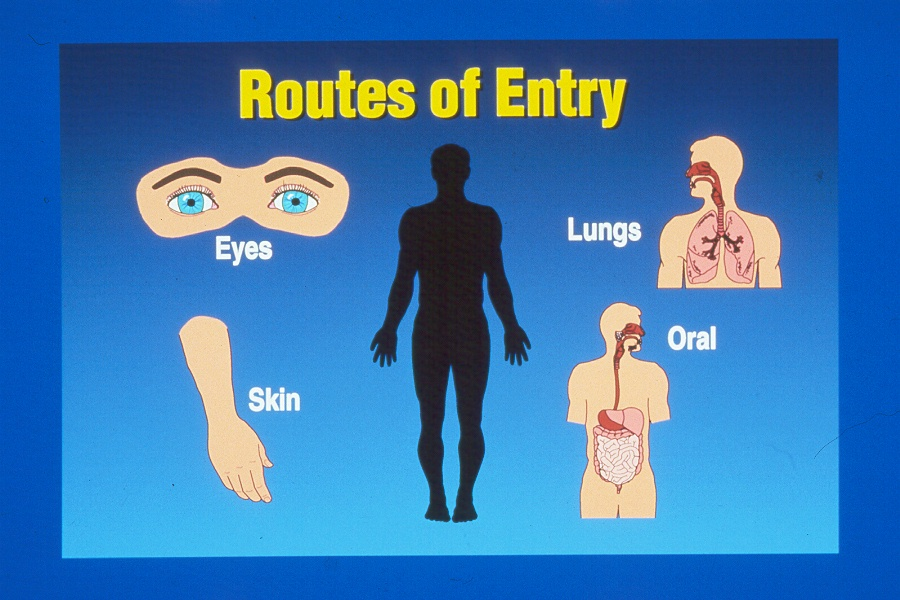 Routes of Entry
Eyes
Lungs
Oral
Skin